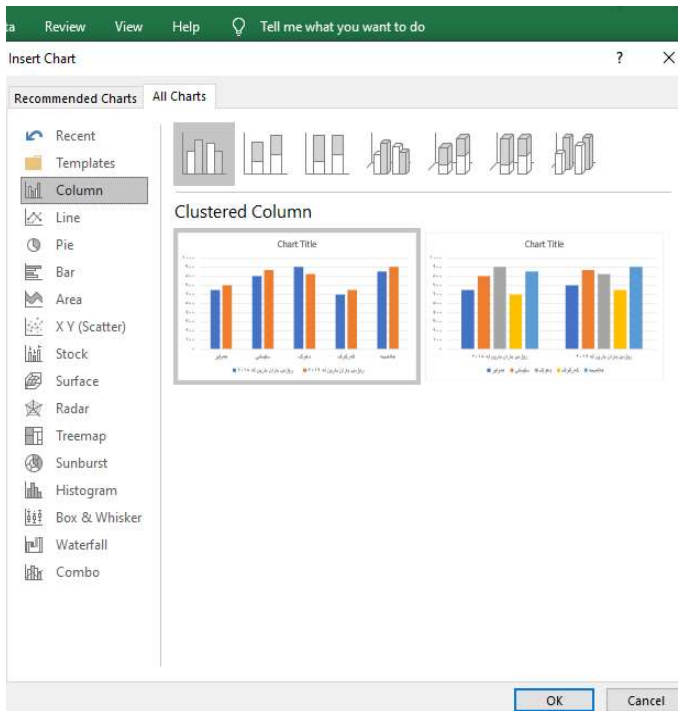 ta Review View Help Tell me what you want to do
Insert Chart ? X
Recommended Charts All Charts
Recent
Templates
Column
Line
Pie
Bar
Area
X Y (Scatter)
Stock
Surface
Radar
Treemap
Sunburst
Histogram
Box & Whisker
Waterfall
Combo
Clustered Column
Chart Title
Chart Title
OK Cancel